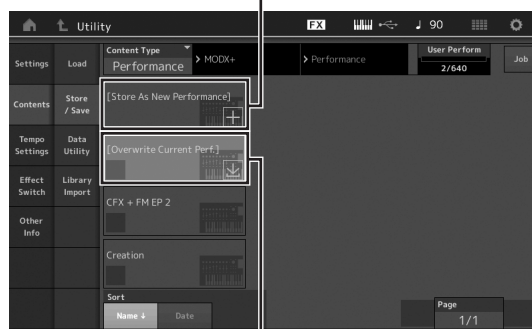 Utility
FX
♩ 90
Settings
Load
Content Type
Performance
> MODX+
> Performance
User Perform
2/640
Job
Contents
Store
/ Save
[Store As New Performance]
Tempo
Settings
Data
Utility
[Overwrite Current Perf.]
Effect
Switch
Library
Import
CFX + FM EP 2
Other
Info
Creation
Sort
Name ↓
Date
Page
1/1